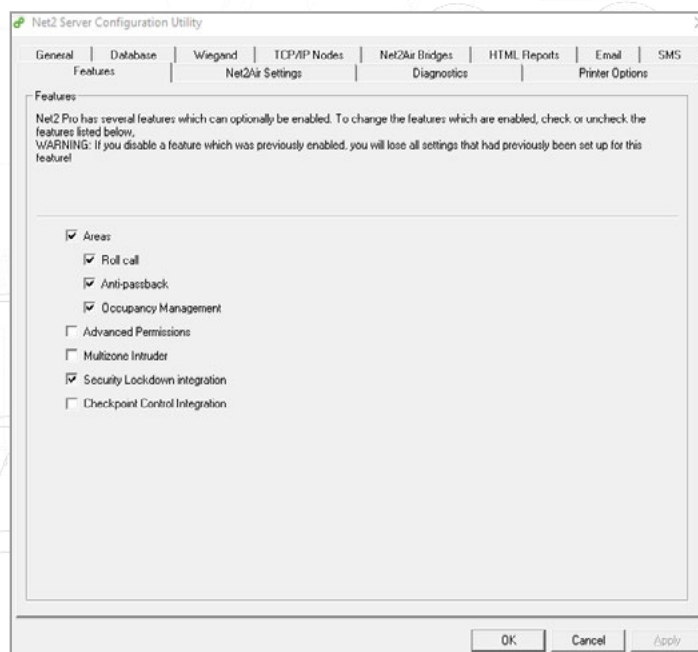 Net2 Server Configuration Utility
General Database Wiegand TCP/IP Nodes Net2Air Bridges HTML Reports Email SMS
Features Net2Air Settings Diagnostics Printer Options
Features
Net2 Pro has several features which can optionally be enabled. To change the features which are enabled, check or uncheck the
features listed below,
WARNING: If you disable a feature which was previously enabled, you will lose all settings that had previously been set up for this
feature!
Areas
Roll call
Anti-passback
Occupancy Management
Advanced Permissions
Multizone Intruder
Security Lockdown integration
Checkpoint Control Integration
OK Cancel Apply